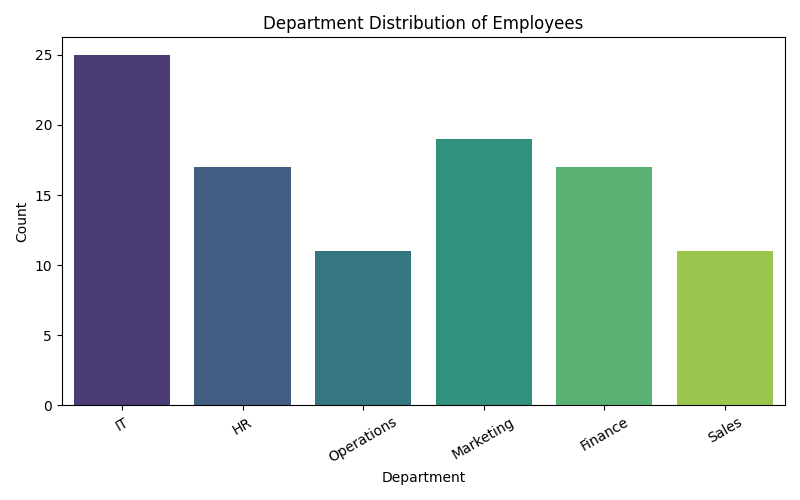 Department Distribution of Employees
25
20
15
10
5
0
Count
IT
HR
Operations
Marketing
Finance
Sales
Department